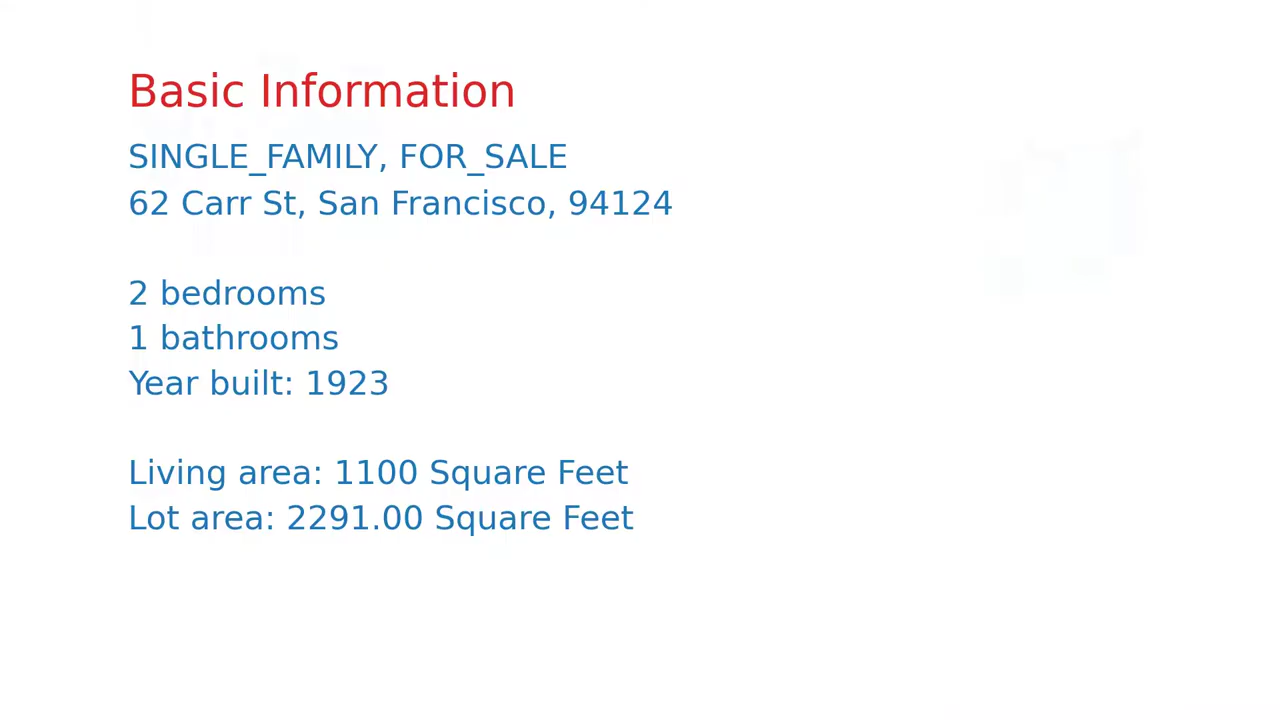 Basic Information
SINGLE_FAMILY, FOR_SALE
62 Carr St, San Francisco, 94124
2 bedrooms
1 bathrooms
Year built: 1923
Living area: 1100 Square Feet
Lot area: 2291.00 Square Feet